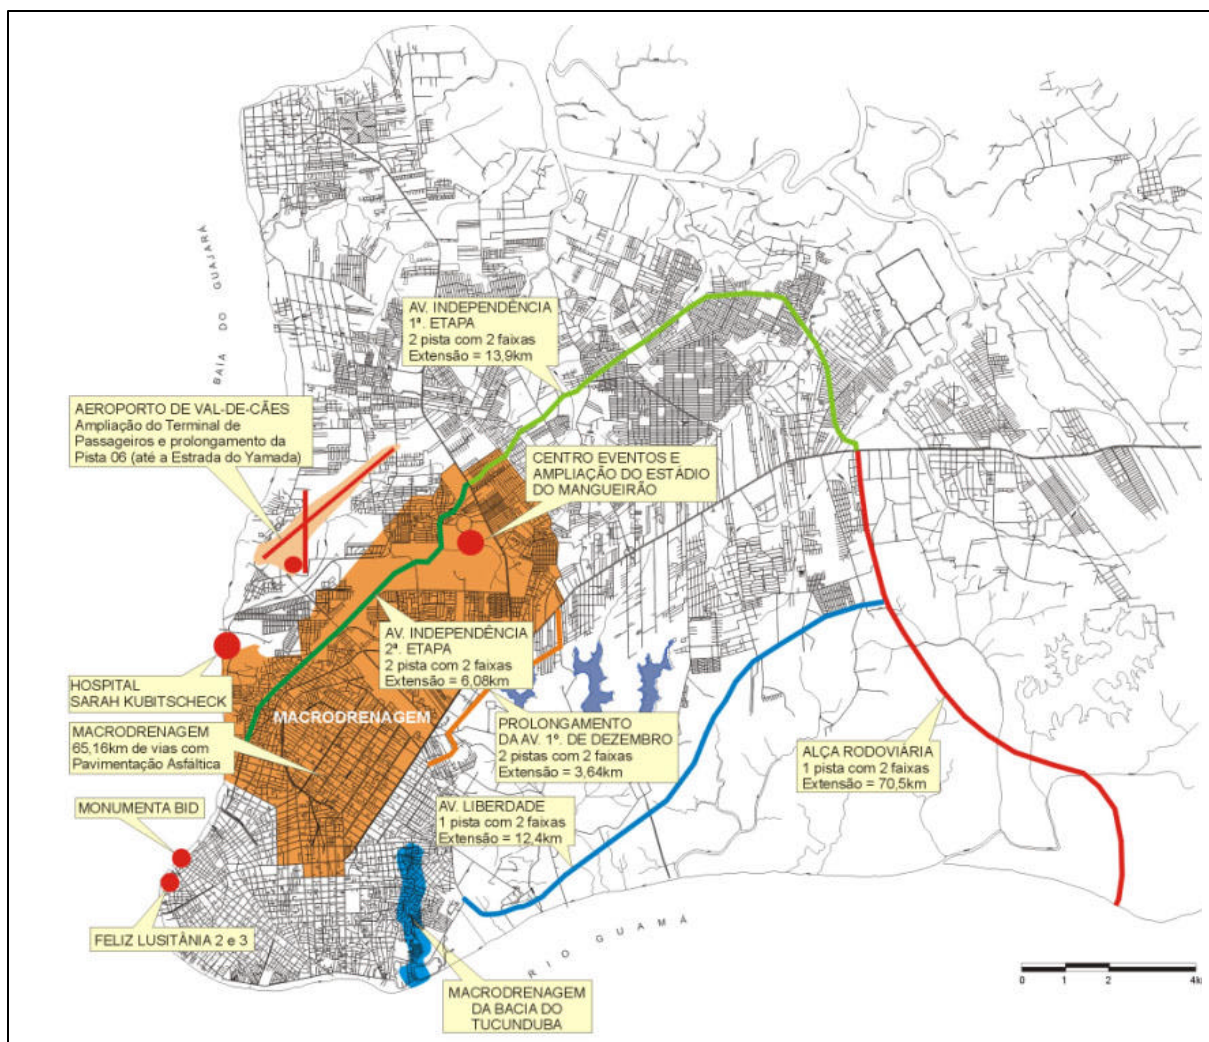 BAIA DO GUAJARÁ
AV. INDEPENDÊNCIA
1ª. ETAPA
2 pista com 2 faixas
Extensão = 13,9km
AEROPORTO DE VAL-DE-CÃES
Ampliação do Terminal de
Passageiros e prolongamento da
Pista 06 (até a Estrada do Yamada)
CENTRO EVENTOS E
AMPLIAÇÃO DO ESTÁDIO
DO MANGUEIRÃO
AV. INDEPENDÊNCIA
2ª. ETAPA
2 pista com 2 faixas
Extensão = 6,08km
HOSPITAL
SARAH KUBITSCHECK
MACRODRENAGEM
MACRODRENAGEM
65,16km de vias com
Pavimentação Asfáltica
PROLONGAMENTO
DA AV. 1º. DE DEZEMBRO
2 pistas com 2 faixas
Extensão = 3,64km
ALÇA RODOVIÁRIA
1 pista com 2 faixas
Extensão = 70,5km
MONUMENTA BID
AV. LIBERDADE
1 pista com 2 faixas
Extensão = 12,4km
FELIZ LUSITÂNIA 2 e 3
RIO GUAMÁ
MACRODRENAGEM
DA BACIA DO
TUCUNDUBA
0 1 2 4k